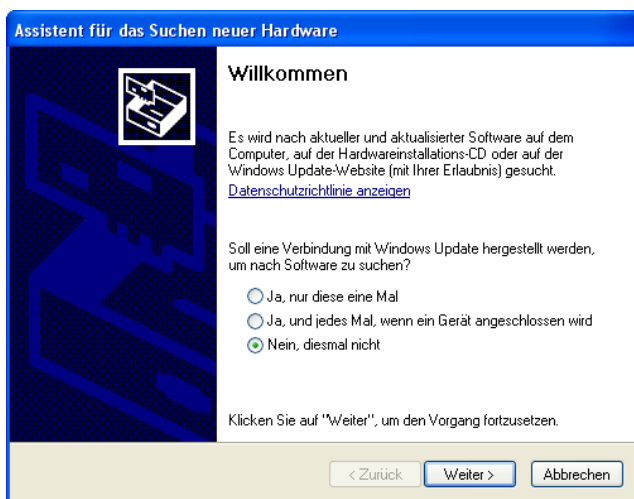 Assistent für das Suchen neuer Hardware
Willkommen
Es wird nach aktueller und aktualisierter Software auf dem
Computer, auf der Hardwareinstallations-CD oder auf der
Windows Update-Website (mit Ihrer Erlaubnis) gesucht.
Datenschutzrichtlinie anzeigen
Soll eine Verbindung mit Windows Update hergestellt werden,
um nach Software zu suchen?
Ja, nur diese eine Mal
Ja, und jedes Mal, wenn ein Gerät angeschlossen wird
Nein, diesmal nicht
Klicken Sie auf "Weiter", um den Vorgang fortzusetzen.
< Zurück Weiter > Abbrechen